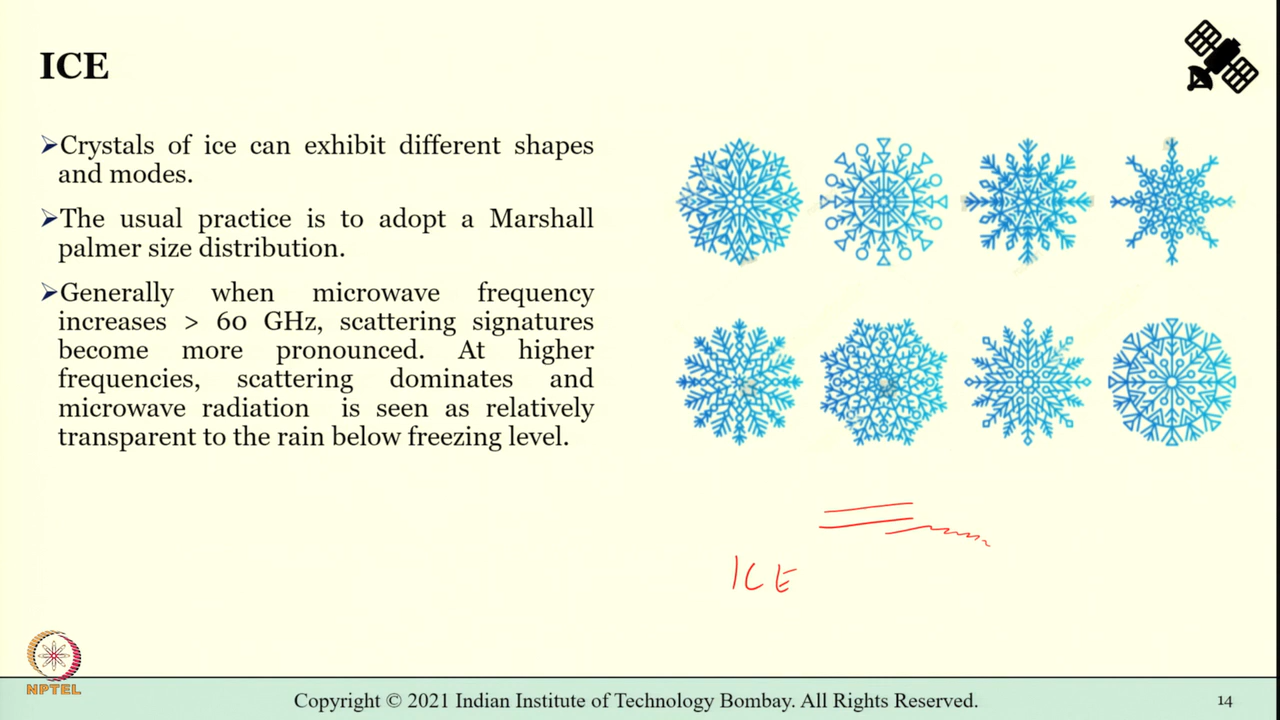 ICE
➢Crystals of ice can exhibit different shapes
and modes.
➢The usual practice is to adopt a Marshall
palmer size distribution.
➢Generally when microwave frequency
increases > 60 GHz, scattering signatures
become more pronounced. At higher
frequencies, scattering dominates and
microwave radiation is seen as relatively
transparent to the rain below freezing level.
ICE
NPTEL
Copyright © 2021 Indian Institute of Technology Bombay. All Rights Reserved.
14